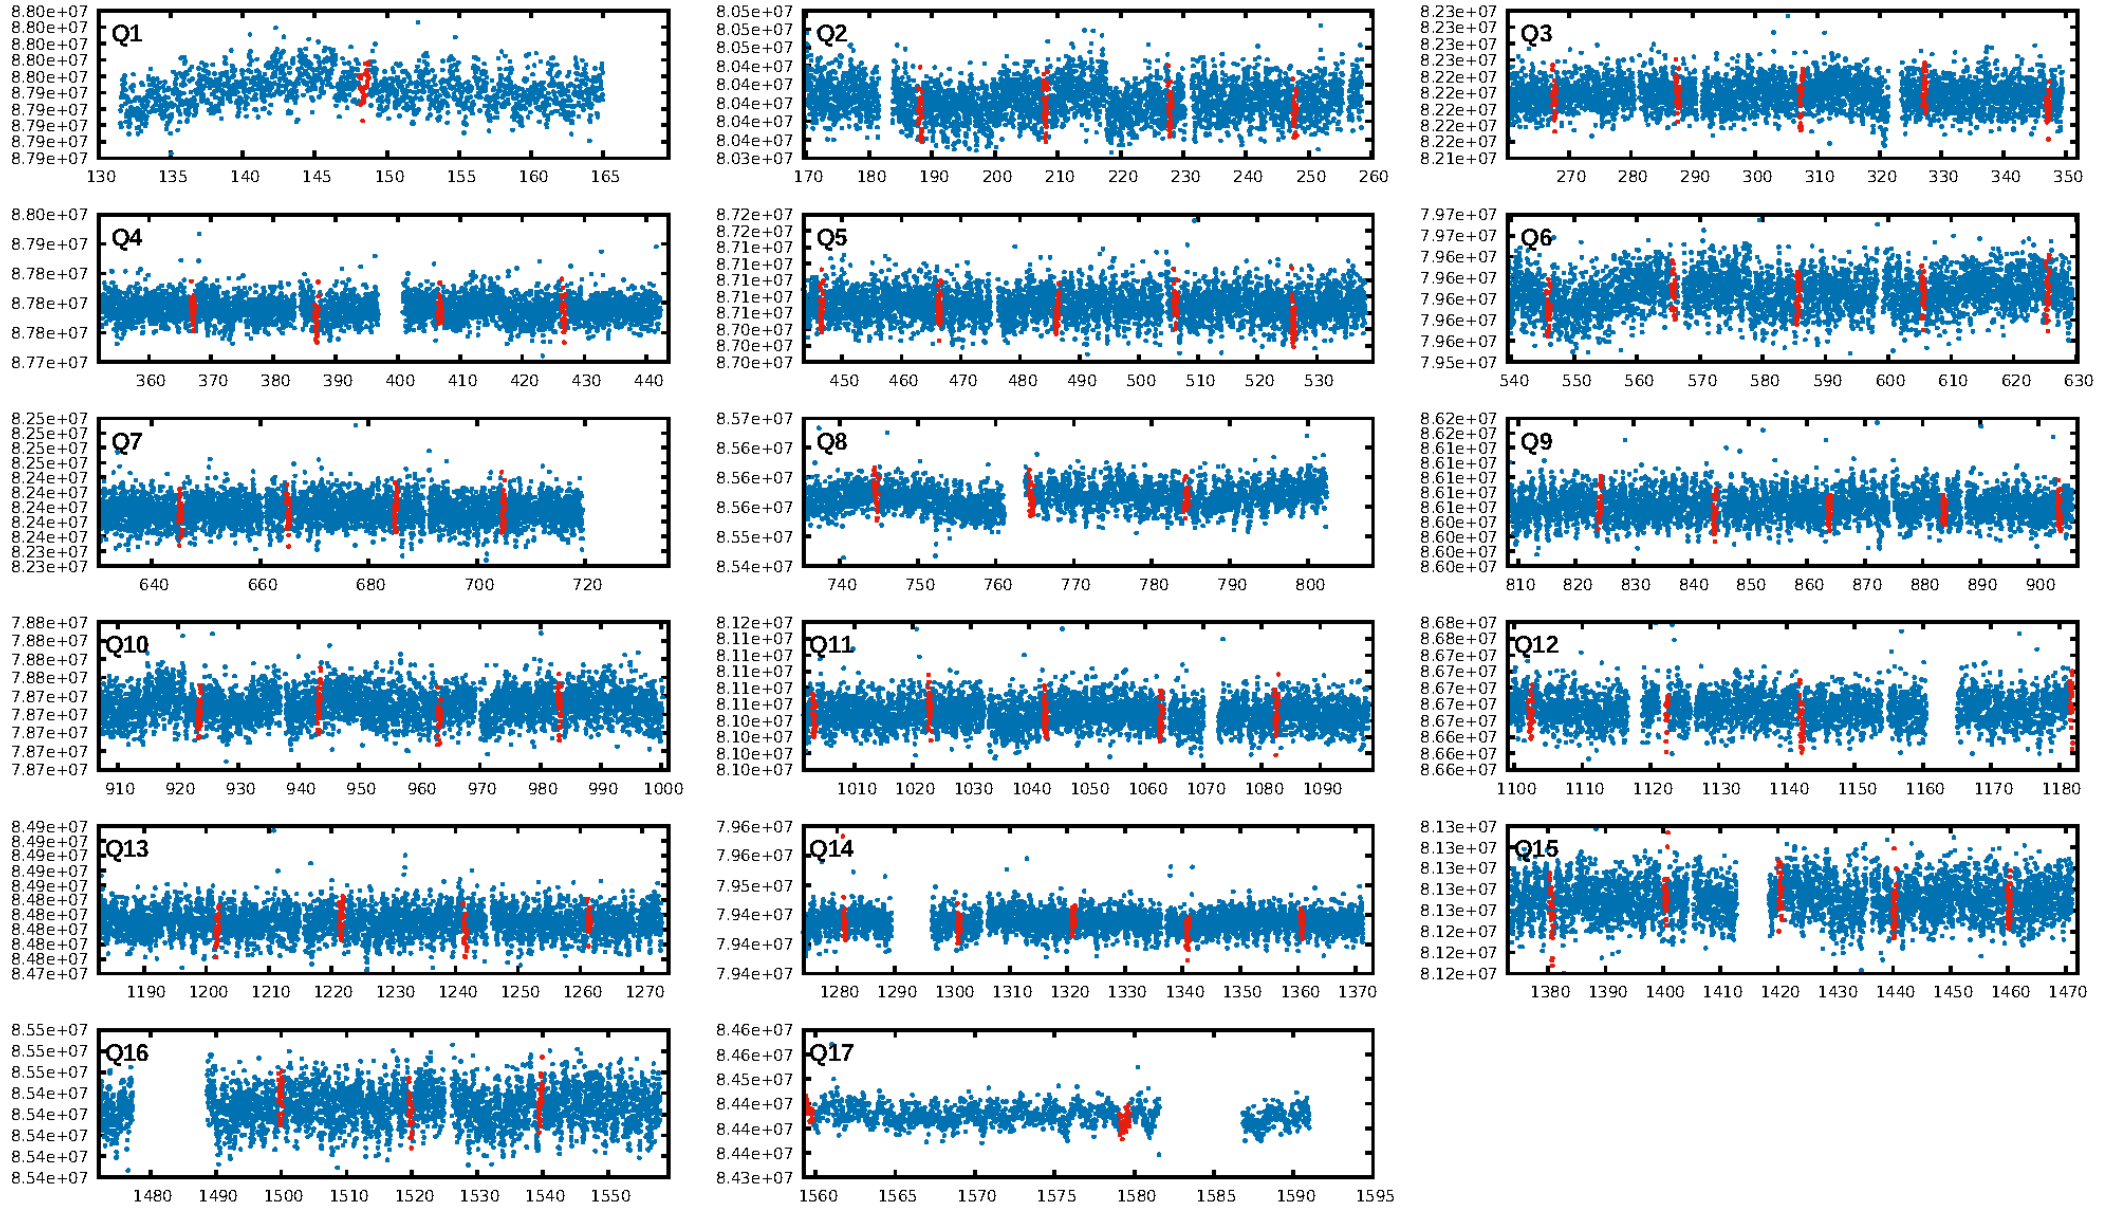 8.80e+07
8.80e+07
8.80e+07
8.80e+07
8.80e+07
8.79e+07
8.79e+07
8.79e+07
8.79e+07
8.79e+07
Q1
130 135 140 145 150 155 160 165
8.05e+07
8.05e+07
8.05e+07
8.04e+07
8.04e+07
8.04e+07
8.04e+07
8.04e+07
8.03e+07
Q2
170 180 190 200 210 220 230 240 250 260
8.23e+07
8.23e+07
8.23e+07
8.23e+07
8.22e+07
8.22e+07
8.22e+07
8.22e+07
8.22e+07
8.21e+07
Q3
270 280 290 300 310 320 330 340 350
8.80e+07
8.79e+07
8.78e+07
8.78e+07
8.78e+07
8.77e+07
Q4
360 370 380 390 400 410 420 430 440
8.72e+07
8.72e+07
8.71e+07
8.71e+07
8.71e+07
8.71e+07
8.71e+07
8.70e+07
8.70e+07
8.70e+07
Q5
450 460 470 480 490 500 510 520 530
7.97e+07
7.97e+07
7.96e+07
7.96e+07
7.96e+07
7.96e+07
7.96e+07
7.95e+07
Q6
540 550 560 570 580 590 600 610 620 630
8.25e+07
8.25e+07
8.25e+07
8.25e+07
8.24e+07
8.24e+07
8.24e+07
8.24e+07
8.24e+07
8.23e+07
8.23e+07
Q7
640 660 680 700 720
8.57e+07
8.56e+07
8.56e+07
8.56e+07
8.55e+07
8.54e+07
Q8
740 750 760 770 780 790 800
8.62e+07
8.62e+07
8.61e+07
8.61e+07
8.61e+07
8.61e+07
8.61e+07
8.60e+07
8.60e+07
8.60e+07
8.60e+07
Q9
810 820 830 840 850 860 870 880 890 900
7.88e+07
7.88e+07
7.88e+07
7.88e+07
7.87e+07
7.87e+07
7.87e+07
7.87e+07
7.87e+07
Q10
910 920 930 940 950 960 970 980 990 1000
8.12e+07
8.11e+07
8.11e+07
8.11e+07
8.11e+07
8.11e+07
8.10e+07
8.10e+07
8.10e+07
8.10e+07
Q11
1010 1020 1030 1040 1050 1060 1070 1080 1090
8.68e+07
8.68e+07
8.67e+07
8.67e+07
8.67e+07
8.67e+07
8.67e+07
8.66e+07
8.66e+07
8.66e+07
Q12
1100 1110 1120 1130 1140 1150 1160 1170 1180
8.49e+07
8.49e+07
8.49e+07
8.49e+07
8.49e+07
8.48e+07
8.48e+07
8.48e+07
8.48e+07
8.48e+07
8.47e+07
Q13
1190 1200 1210 1220 1230 1240 1250 1260 1270
7.96e+07
7.96e+07
7.95e+07
7.94e+07
7.94e+07
7.94e+07
Q14
1280 1290 1300 1310 1320 1330 1340 1350 1360 1370
8.13e+07
8.13e+07
8.13e+07
8.13e+07
8.13e+07
8.12e+07
8.12e+07
8.12e+07
Q15
1380 1390 1400 1410 1420 1430 1440 1450 1460 1470
8.55e+07
8.55e+07
8.55e+07
8.54e+07
8.54e+07
8.54e+07
8.54e+07
8.54e+07
Q16
1480 1490 1500 1510 1520 1530 1540 1550
8.46e+07
8.46e+07
8.45e+07
8.44e+07
8.44e+07
8.44e+07
8.43e+07
Q17
1560 1565 1570 1575 1580 1585 1590 1595